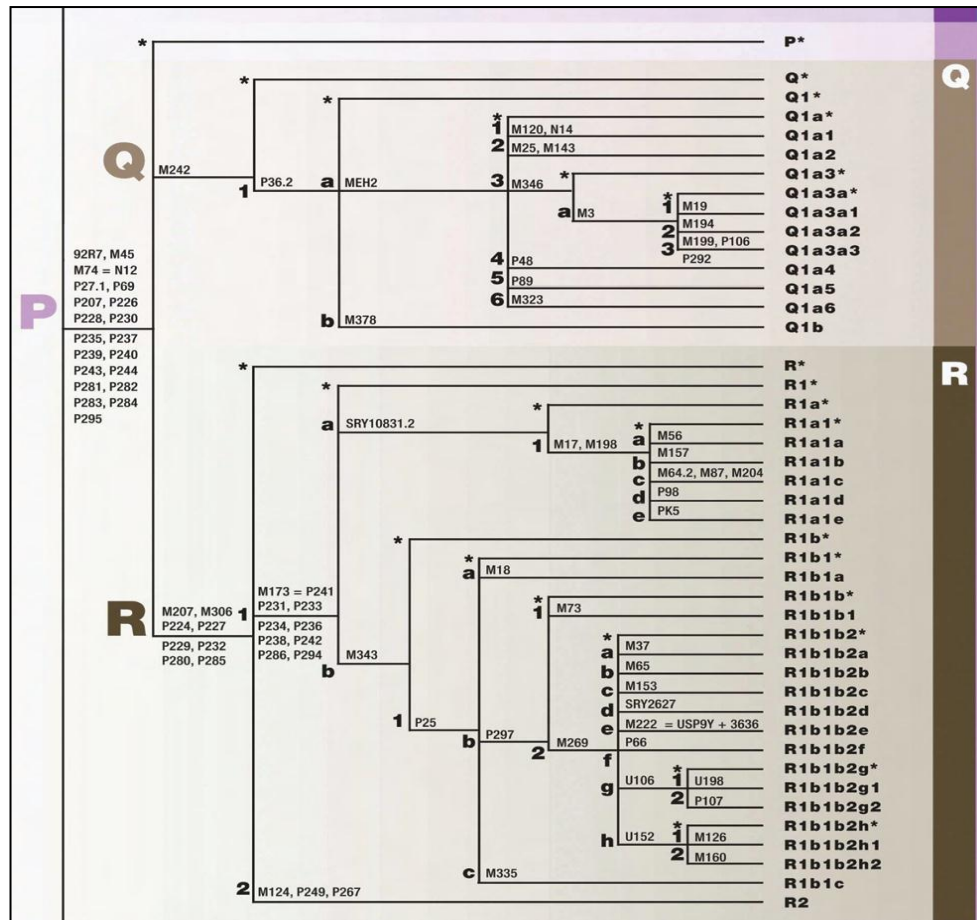 * P*
Q
* Q*
* Q1*
* Q1a*
1 M120, N14 Q1a1
2 M25, M143 Q1a2
Q M242
1 P36.2
a MEH2
3 M346
* Q1a3*
* Q1a3a*
1 M19 Q1a3a1
a M3
M194
2 Q1a3a2
M199, P106
3 Q1a3a3
P292
4 P48 Q1a4
5 P89 Q1a5
6 M323 Q1a6
b M378 Q1b
92R7, M45
M74 = N12
P27.1, P69
P207, P226
P228, P230
P
P235, P237
P239, P240
P243, P244
P281, P282
P283, P284
P295
* R*
R
* R1*
* R1a*
a SRY10831.2
* R1a1*
1 M17, M198
a M56 R1a1a
M157
b R1a1b
M64.2, M87, M204
c R1a1c
d P98 R1a1d
e PK5 R1a1e
* R1b*
* R1b1*
a M18 R1b1a
M173 = P241
P231, P233
1
P234, P236
P238, P242
P286, P294
M207, M306
P224, P227
R
P229, P232
P280, P285
* R1b1b*
1 M73 R1b1b1
* R1b1b2*
a M37 R1b1b2a
b M343
b M65 R1b1b2b
c M153 R1b1b2c
d SRY2627 R1b1b2d
1 P25
e M222 = USP9Y + 3636 R1b1b2e
b P297
2 M269
P66
f R1b1b2f
* R1b1b2g*
g U106
1 U198 R1b1b2g1
2 P107 R1b1b2g2
* R1b1b2h*
h U152
1 M126 R1b1b2h1
2 M160 R1b1b2h2
c M335 R1b1c
2 M124, P249, P267 R2